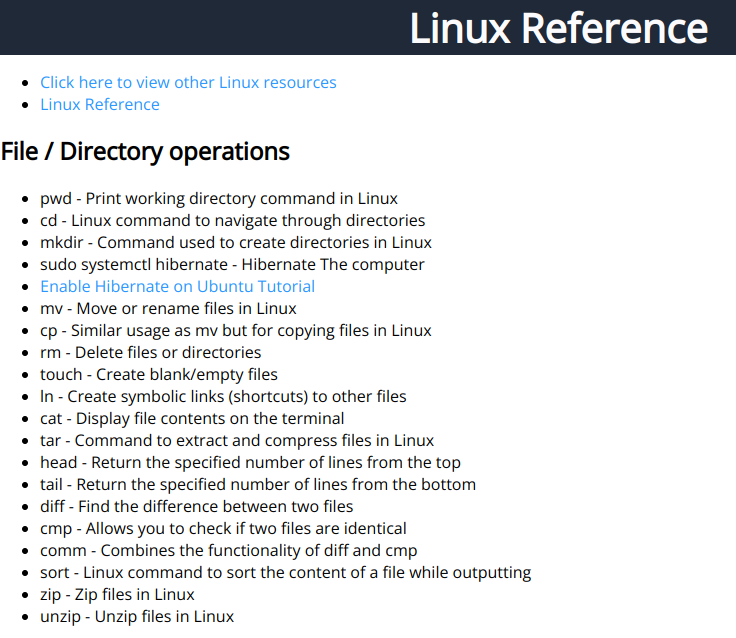 Linux Reference
Click here to view other Linux resources
Linux Reference
File / Directory operations
pwd - Print working directory command in Linux
cd - Linux command to navigate through directories
mkdir - Command used to create directories in Linux
sudo systemctl hibernate - Hibernate The computer
Enable Hibernate on Ubuntu Tutorial
mv - Move or rename files in Linux
cp - Similar usage as mv but for copying files in Linux
rm - Delete files or directories
touch - Create blank/empty files
ln - Create symbolic links (shortcuts) to other files
cat - Display file contents on the terminal
tar - Command to extract and compress files in Linux
head - Return the specified number of lines from the top
tail - Return the specified number of lines from the bottom
diff - Find the difference between two files
cmp - Allows you to check if two files are identical
comm - Combines the functionality of diff and cmp
sort - Linux command to sort the content of a file while outputting
zip - Zip files in Linux
unzip - Unzip files in Linux